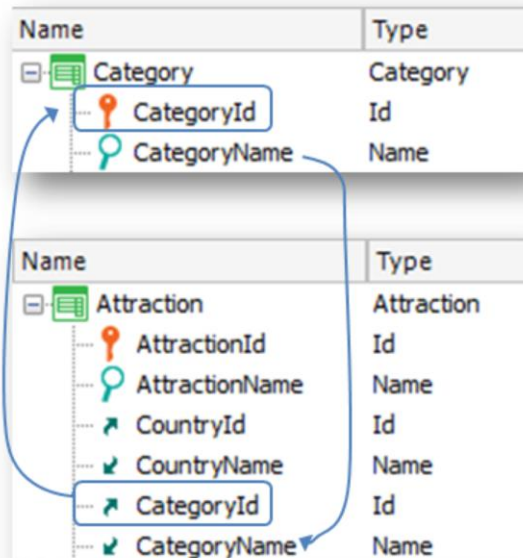 Name Type
Category Category
CategoryId Id
CategoryName Name
Name Type
Attraction Attraction
AttractionId Id
AttractionName Name
CountryId Id
CountryName Name
CategoryId Id
CategoryName Name